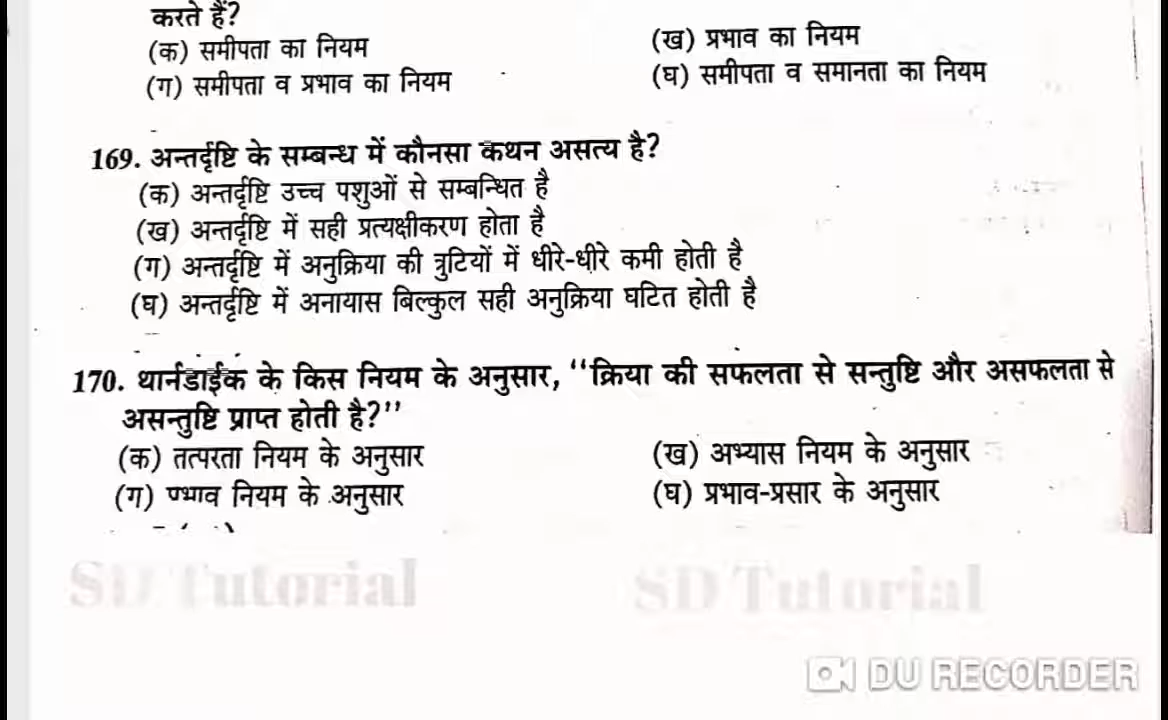 करते हैं?
(क) समीपता का नियम (ख) प्रभाव का नियम
(ग) समीपता व प्रभाव का नियम (घ) समीपता व समानता का नियम
169. अन्तर्दृष्टि के सम्बन्ध में कौनसा कथन असत्य है?
(क) अन्तर्दृष्टि उच्च पशुओं से सम्बन्धित है
(ख) अन्तर्दृष्टि में सही प्रत्यक्षीकरण होता है
(ग) अन्तर्दृष्टि में अनुक्रिया की त्रुटियों में धीरे-धीरे कमी होती है
(घ) अन्तर्दृष्टि में अनायास बिल्कुल सही अनुक्रिया घटित होती है
170. थार्नडाईक के किस नियम के अनुसार, ‘‘क्रिया की सफलता से सन्तुष्टि और असफलता से
असन्तुष्टि प्राप्त होती है?’’
(क) तत्परता नियम के अनुसार (ख) अभ्यास नियम के अनुसार
(ग) प्भाव नियम के अनुसार (घ) प्रभाव-प्रसार के अनुसार
SD Tutorial SD Tutorial
DU RECORDER